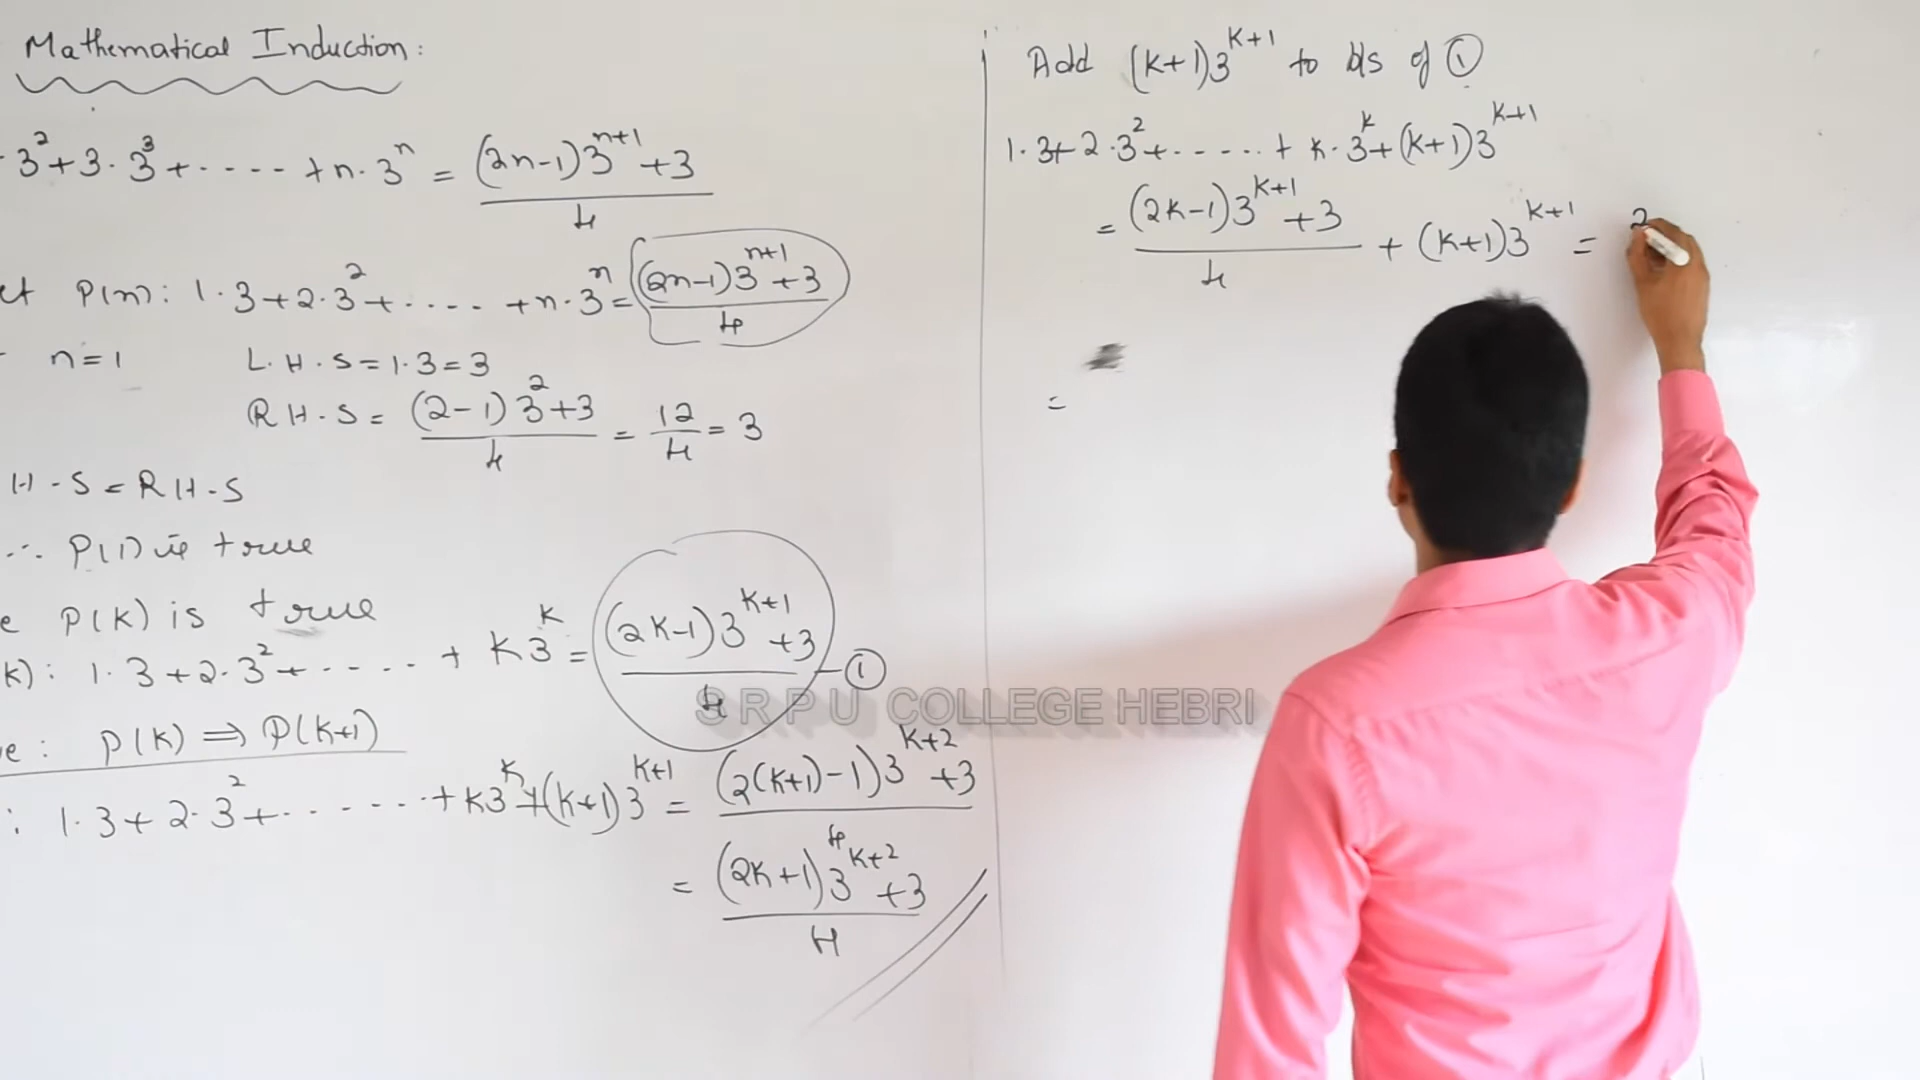 Mathematical Induction:
3² + 3·3³ + ····· + n·3ⁿ = ((2n-1)3ⁿ⁺¹ + 3)/4
P(n): 1·3 + 2·3² + ····· + n·3ⁿ = ((2n-1)3ⁿ⁺¹ + 3)/4
n = 1 L.H.S = 1·3 = 3
R H.S = ((2-1)3² + 3)/4 = 12/4 = 3
H-S = R H-S
∴ P(1) is true
P(k) is true
k): 1·3 + 2·3² + ····· + k3ᵏ = ((2k-1)3ᵏ⁺¹ + 3)/4 — ①
: P(k) ⟹ P(k+1)
: 1·3 + 2·3² + ······ + k3ᵏ + (k+1)3ᵏ⁺¹ = ((2(k+1)-1)3ᵏ⁺² + 3)/4
= ((2k+1)3ᵏ⁺² + 3)/4
Add (k+1)3ᵏ⁺¹ to b/s of ①
1·3 + 2·3² + ······ + k·3ᵏ + (k+1)3ᵏ⁺¹
= ((2k-1)3ᵏ⁺¹ + 3)/4 + (k+1)3ᵏ⁺¹ = 2
=
S R P U COLLEGE HEBRI